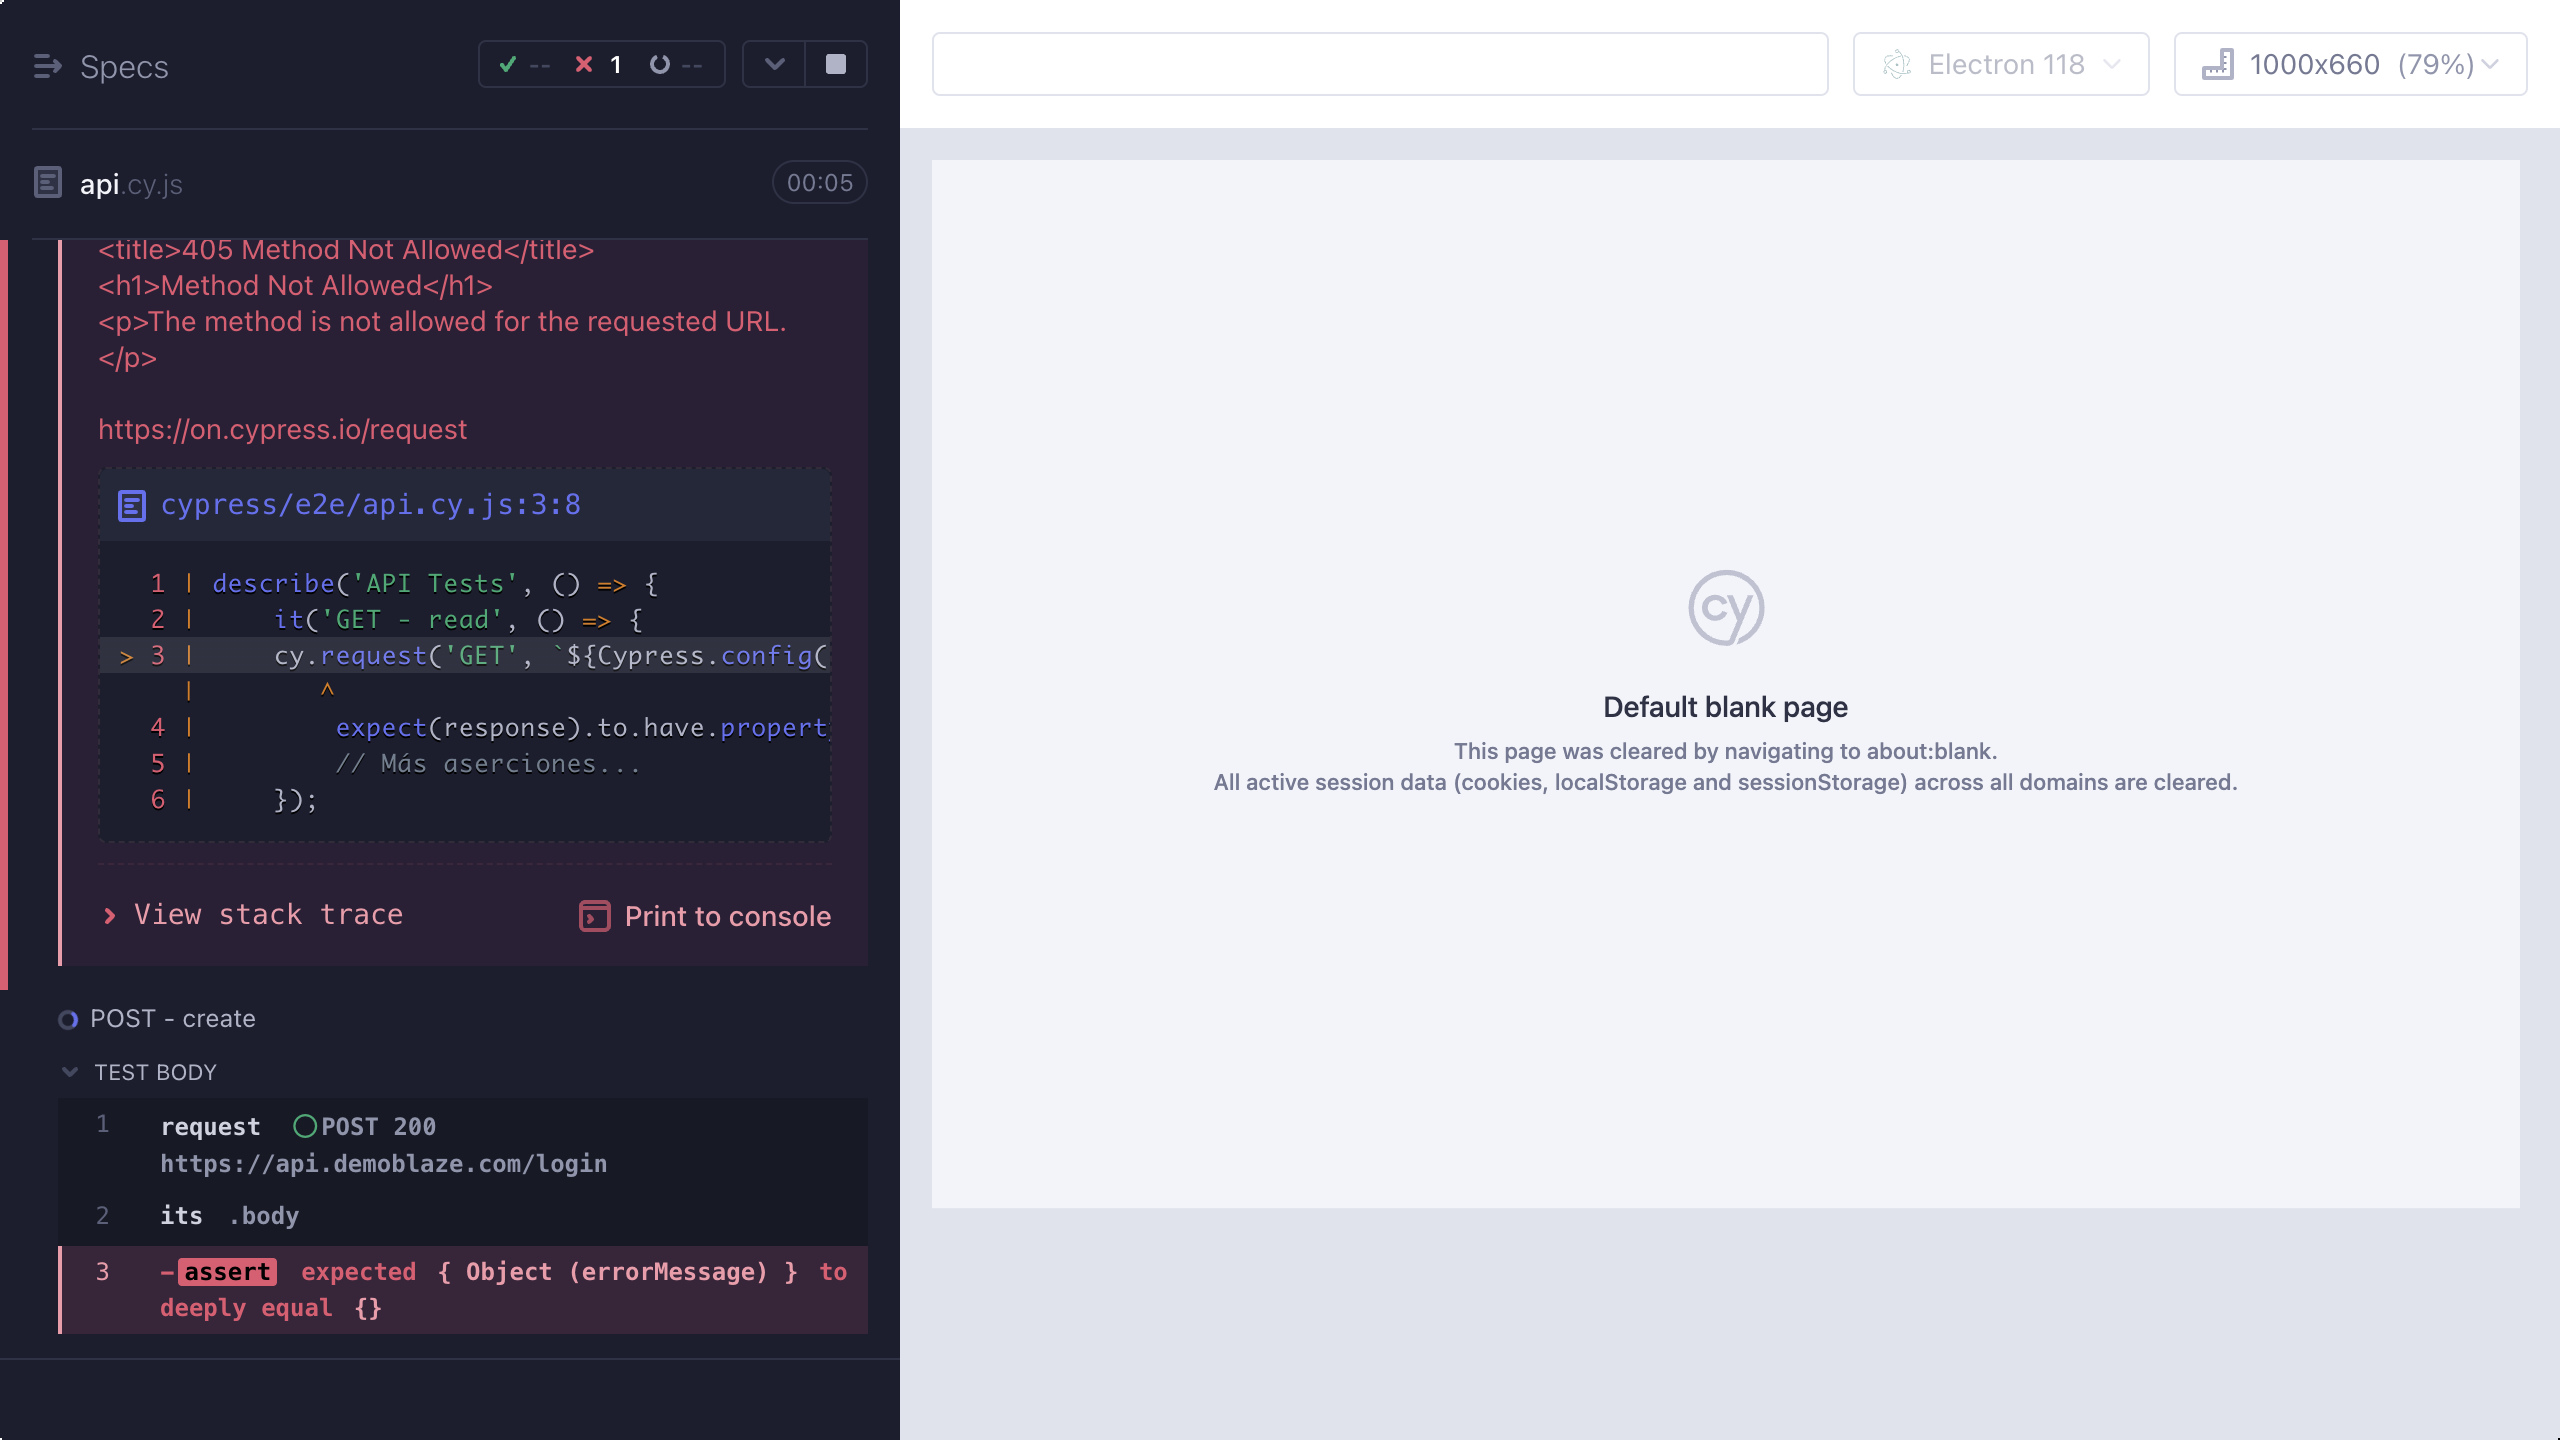 Specs
-- 1 --
api.cy.js
00:05
<title>405 Method Not Allowed</title>
<h1>Method Not Allowed</h1>
<p>The method is not allowed for the requested URL.
</p>
https://on.cypress.io/request
cypress/e2e/api.cy.js:3:8
1 | describe('API Tests', () => {
2 |     it('GET - read', () => {
> 3 |     cy.request('GET', `${Cypress.config(
|        ^
4 |         expect(response).to.have.propert
5 |         // Más aserciones...
6 |     });
View stack trace
Print to console
POST - create
TEST BODY
1 request POST 200
https://api.demoblaze.com/login
2 its .body
3 -assert expected { Object (errorMessage) } to
deeply equal {}
Electron 118
1000x660 (79%)
cy
Default blank page
This page was cleared by navigating to about:blank.
All active session data (cookies, localStorage and sessionStorage) across all domains are cleared.